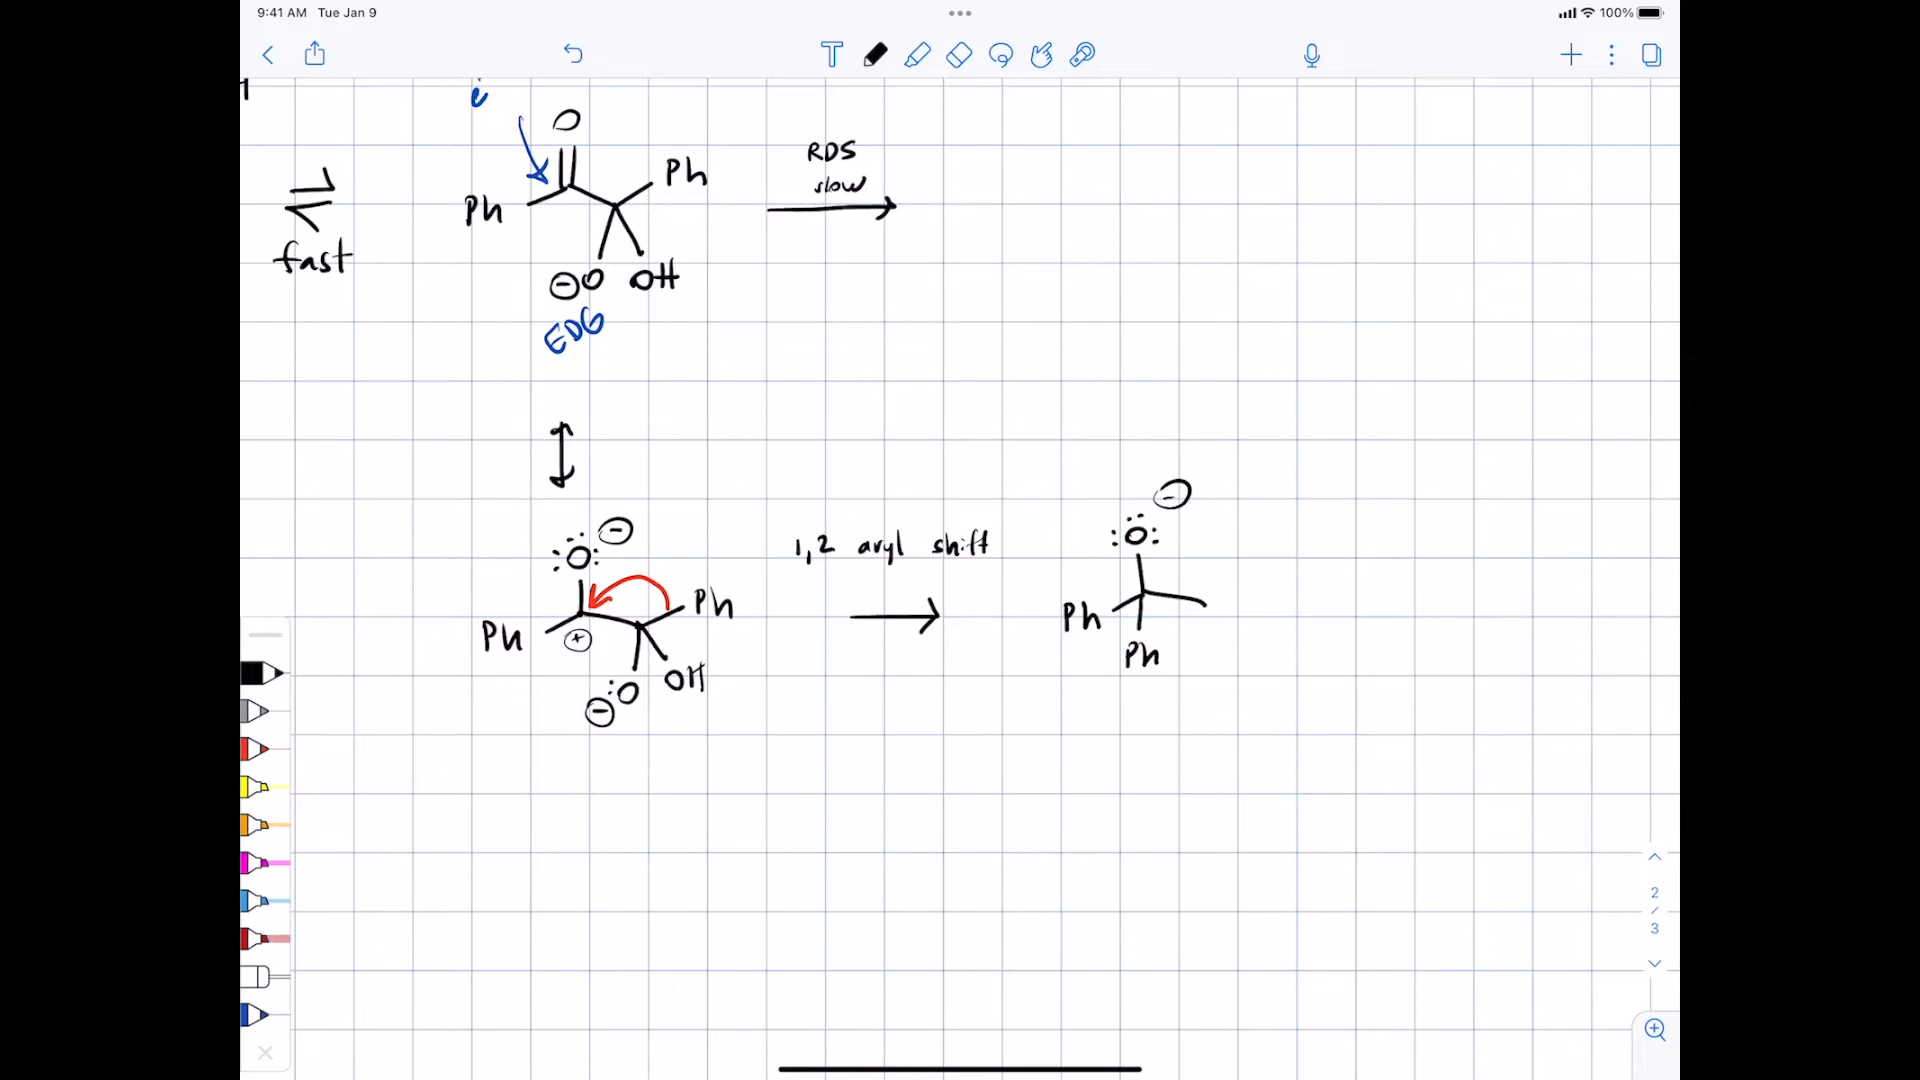 9:41 AM Tue Jan 9
100%
O
Ph
Ph
RDS
slow
fast
⊖O OH
EDG
:Ö: ⊖
Ph
Ph
⊕
OH
⊖:O
1,2 aryl shift
⊖
:Ö:
Ph
Ph
2
/
3